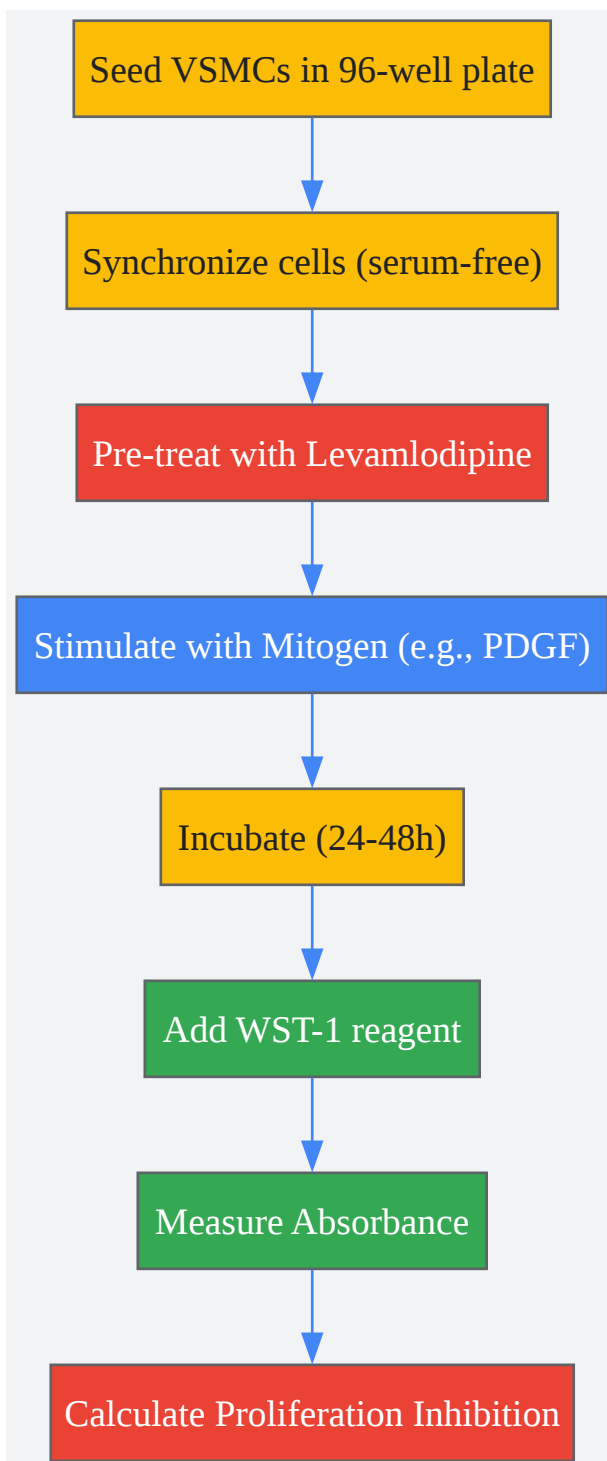 Seed VSMCs in 96-well plate
Synchronize cells (serum-free)
Pre-treat with Levamlodipine
Stimulate with Mitogen (e.g., PDGF)
Incubate (24-48h)
Add WST-1 reagent
Measure Absorbance
Calculate Proliferation Inhibition